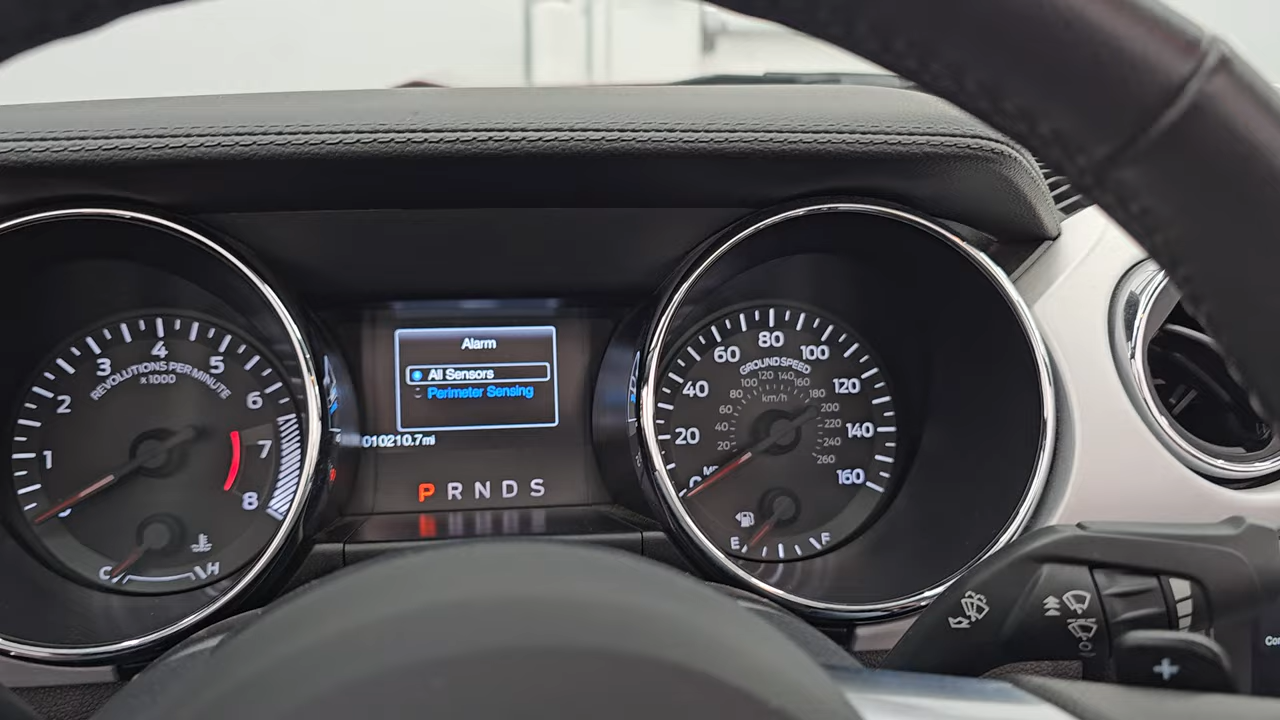 Alarm
All Sensors
Perimeter Sensing
010210.7mi
P R N D S
1 2 3 4 5 6 7 8
REVOLUTIONS PER MINUTE
x1000
C H
20 40 60 80 100 120 140 160
GROUND SPEED
20 40 60 80 100 120 140 160 180 200 220 240 260
km/h
E F